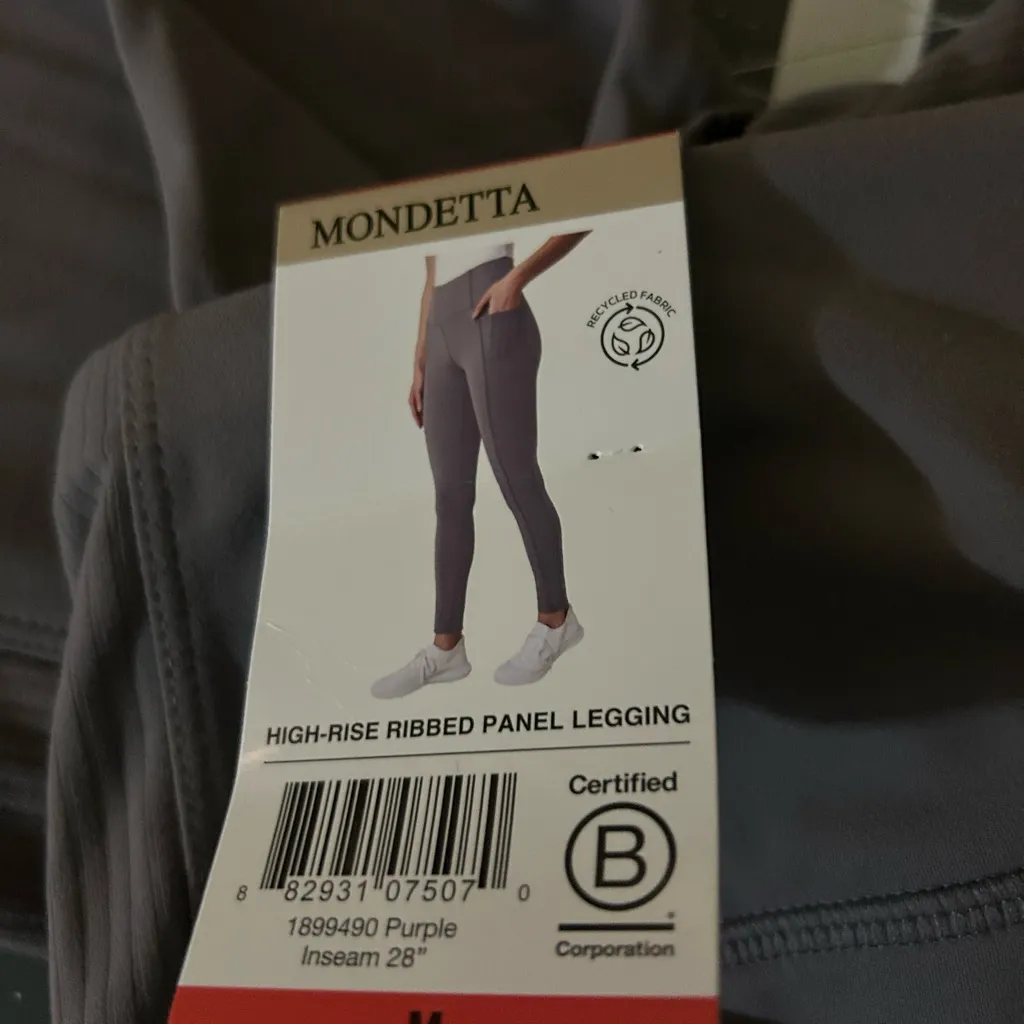 MONDETTA
RECYCLED FABRIC
HIGH-RISE RIBBED PANEL LEGGING
Certified
B
®
Corporation
8 82931 07507 0
1899490 Purple
Inseam 28"
M